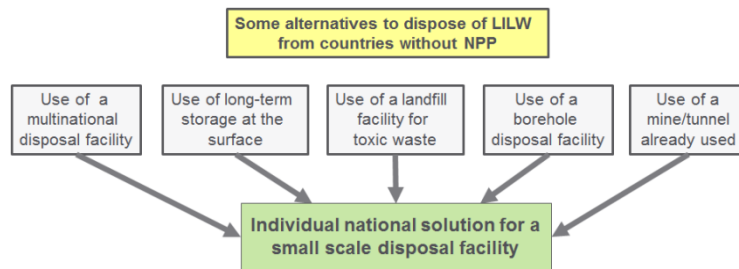 Some alternatives to dispose of LILW
from countries without NPP
Use of a
multinational
disposal facility
Use of long-term
storage at the
surface
Use of a landfill
facility for
toxic waste
Use of a
borehole
disposal facility
Use of a
mine/tunnel
already used
Individual national solution for a
small scale disposal facility